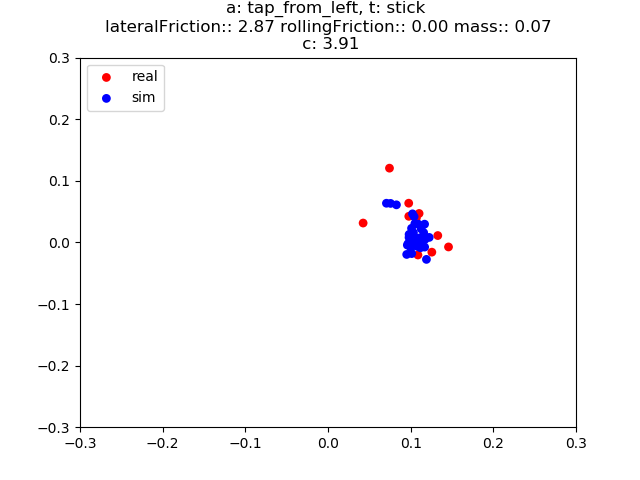 a: tap_from_left, t: stick
lateralFriction:: 2.87 rollingFriction:: 0.00 mass:: 0.07
c: 3.91
real
sim
0.3
0.2
0.1
0.0
−0.1
−0.2
−0.3
−0.3
−0.2
−0.1
0.0
0.1
0.2
0.3